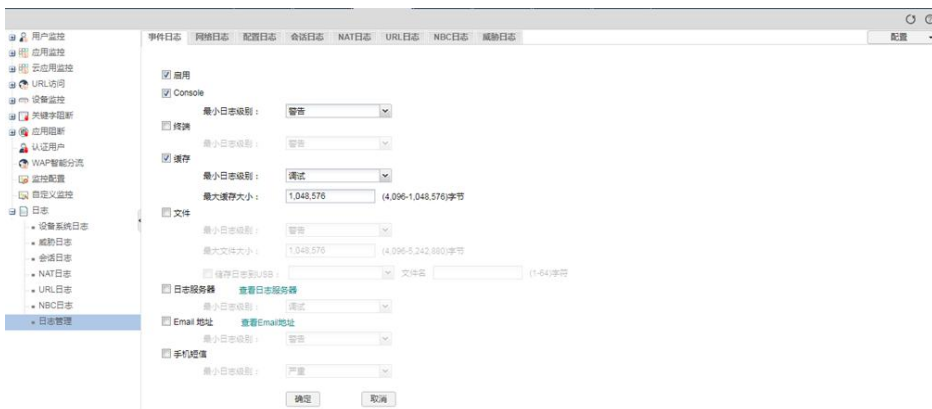 用户监控
应用监控
云应用监控
URL访问
设备监控
关键字阻断
应用阻断
认证用户
WAP智能分流
监控配置
自定义监控
日志
设备系统日志
威胁日志
会话日志
NAT日志
URL日志
NBC日志
日志管理
事件日志 网络日志 配置日志 会话日志 NAT日志 URL日志 NBC日志 威胁日志 配置
启用
Console
最小日志级别： 警告
终端
最小日志级别： 警告
缓存
最小日志级别： 调试
最大缓存大小： 1,048,576 (4,096-1,048,576)字节
文件
最小日志级别： 警告
最大文件大小： 1,048,576 (4,096-5,242,880)字节
储存日志到USB： 文件名 (1-64)字符
日志服务器 查看日志服务器
最小日志级别： 调试
Email 地址 查看Email地址
最小日志级别： 警告
手机短信
最小日志级别： 严重
确定 取消